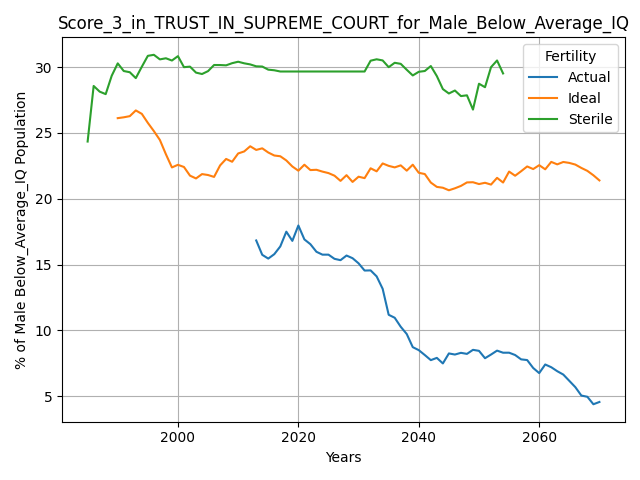 Score_3_in_TRUST_IN_SUPREME_COURT_for_Male_Below_Average_IQ
Fertility
Actual
Ideal
Sterile
% of Male Below_Average_IQ Population
30
25
20
15
10
5
2000 2020 2040 2060
Years